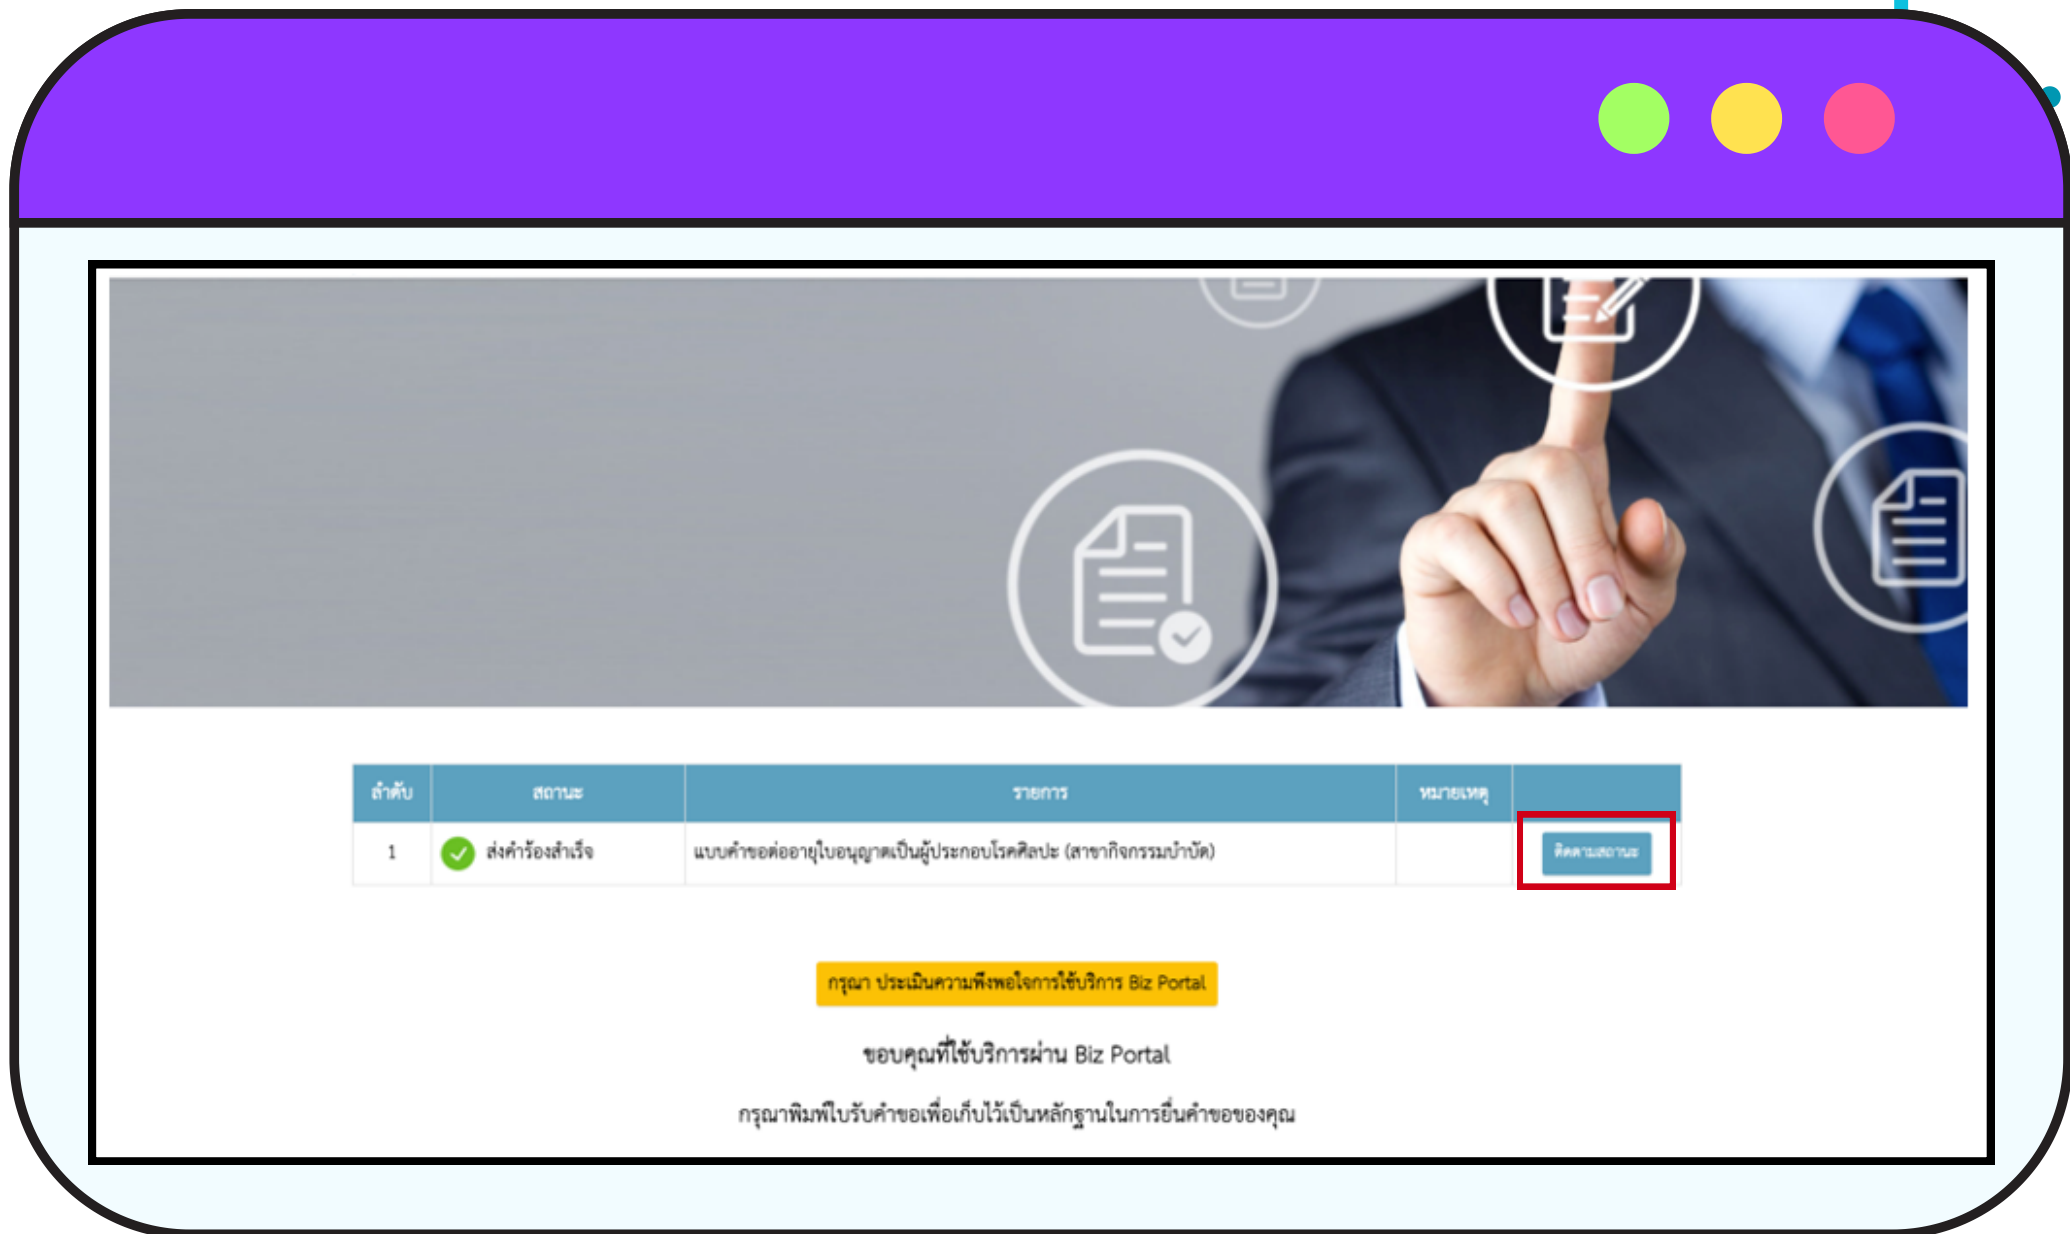 ลำดับ สถานะ รายการ หมายเหตุ
1 ส่งคำร้องสำเร็จ แบบคำขอต่ออายุใบอนุญาตเป็นผู้ประกอบโรคศิลปะ (สาขากิจกรรมบำบัด) ติดตามสถานะ
กรุณา ประเมินความพึงพอใจการใช้บริการ Biz Portal
ขอบคุณที่ใช้บริการผ่าน Biz Portal
กรุณาพิมพ์ใบรับคำขอเพื่อเก็บไว้เป็นหลักฐานในการยื่นคำขอของคุณ